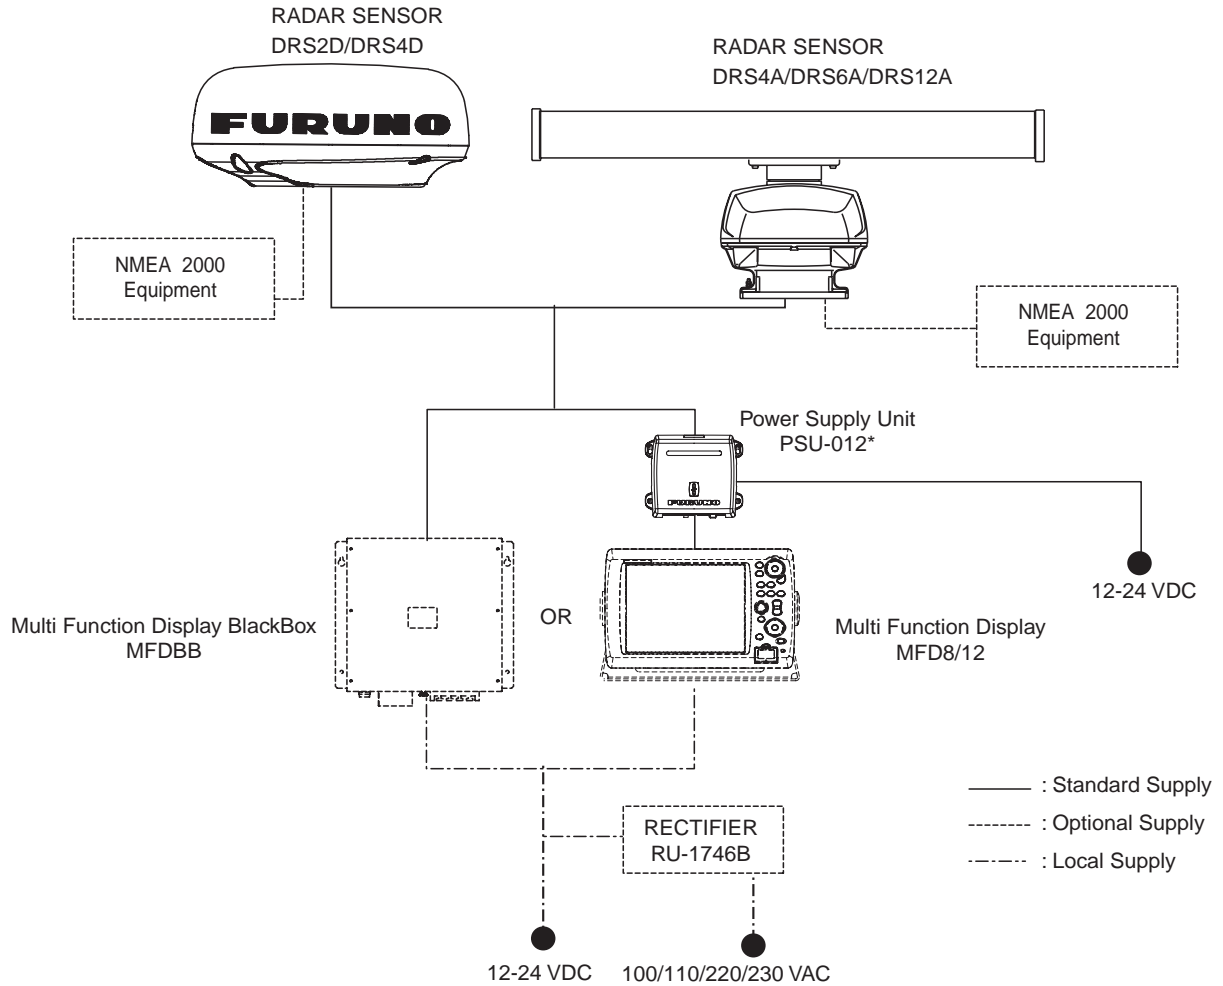 RADAR SENSOR
DRS2D/DRS4D
RADAR SENSOR
DRS4A/DRS6A/DRS12A
FURUNO
NMEA 2000
Equipment
NMEA 2000
Equipment
Power Supply Unit
PSU-012*
FURUNO
12-24 VDC
Multi Function Display BlackBox
MFDBB
OR
Multi Function Display
MFD8/12
: Standard Supply
: Optional Supply
: Local Supply
RECTIFIER
RU-1746B
12-24 VDC
100/110/220/230 VAC